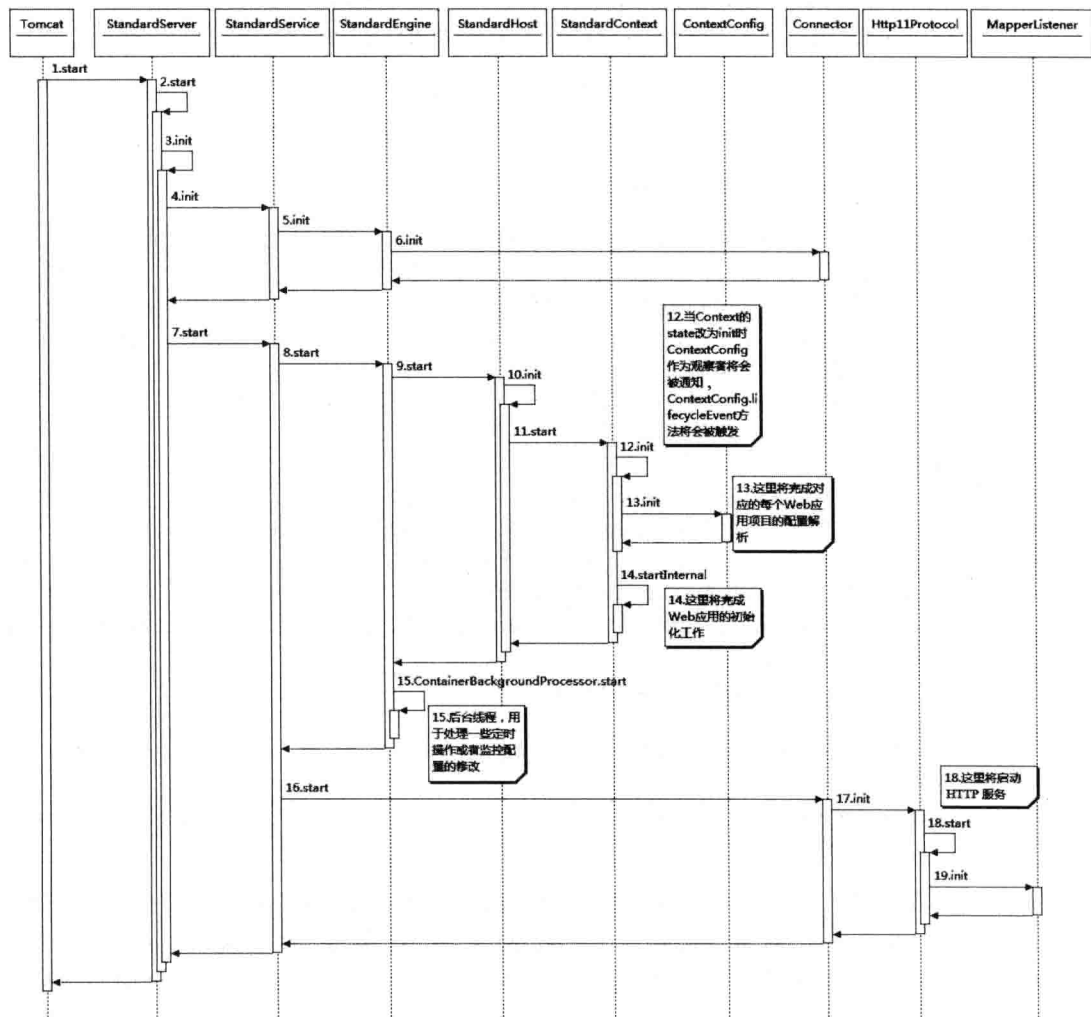 Tomcat
StandardServer
StandardService
StandardEngine
StandardHost
StandardContext
ContextConfig
Connector
Http11Protocol
MapperListener
1.start
2.start
3.init
4.init
5.init
6.init
12.当Context的
state改为init时
ContextConfig
作为观察者将会
被通知，
ContextConfig.li
fecycleEvent方
法将会被触发
7.start
8.start
9.start
10.init
11.start
12.init
13.init
13.这里将完成对
应的每个Web应
用项目的配置解
析
14.startInternal
14.这里将完成
Web应用的初始
化工作
15.ContainerBackgroundProcessor.start
15.后台线程，用
于处理一些定时
操作或者监控配
置的修改
16.start
17.init
18.这里将启动
HTTP 服务
18.start
19.init